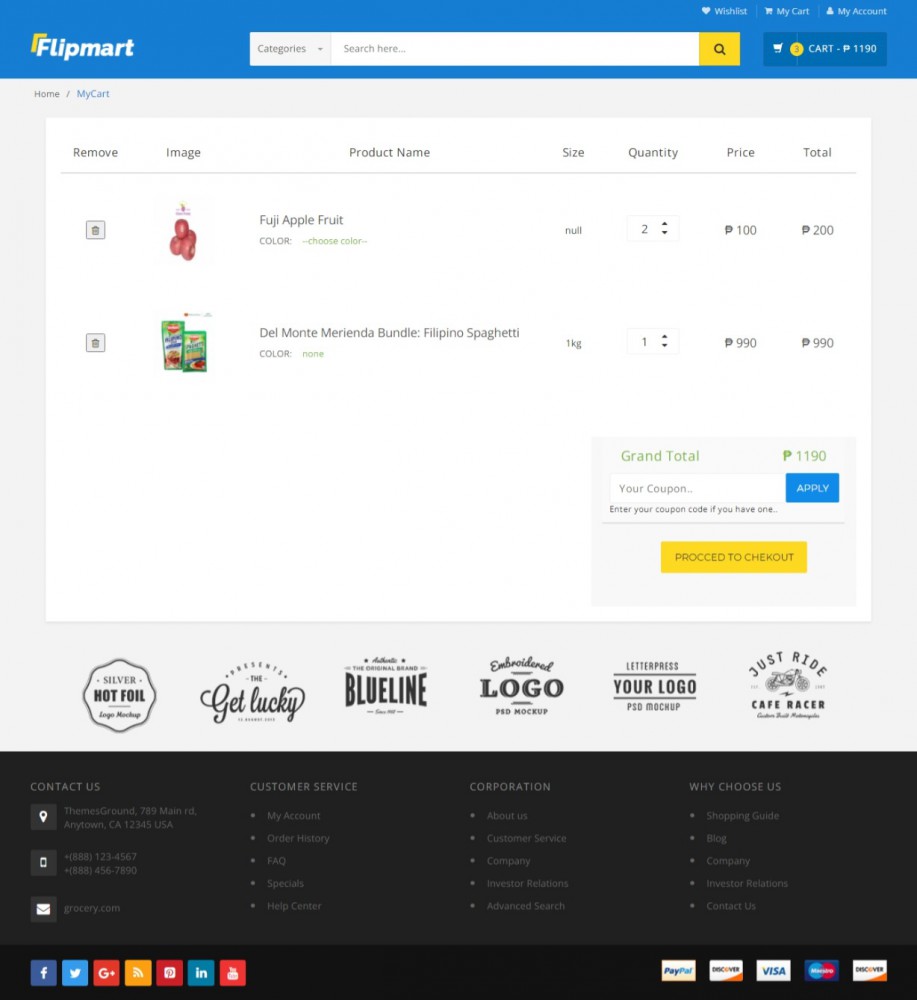 Wishlist My Cart My Account
Flipmart
Categories Search here... 3 CART - ₱ 1190
Home / MyCart
Remove Image Product Name Size Quantity Price Total
Fuji Apple Fruit
COLOR: --choose color--
null 2 ₱ 100 ₱ 200
Del Monte Merienda Bundle: Filipino Spaghetti
COLOR: none
1kg 1 ₱ 990 ₱ 990
Grand Total ₱ 1190
Your Coupon.. APPLY
Enter your coupon code if you have one..
PROCCED TO CHEKOUT
· SILVER ·
HOT FOIL
Logo Mockup
PRESENTS
- THE -
Get lucky
Authentic
THE ORIGINAL BRAND
BLUELINE
Embroidered
LOGO
PSD MOCKUP
LETTERPRESS
YOUR LOGO
PSD MOCKUP
JUST RIDE
CAFE RACER
Custom Built Motorcycles
CONTACT US
ThemesGround, 789 Main rd,
Anytown, CA 12345 USA
+(888) 123-4567
+(888) 456-7890
grocery.com
CUSTOMER SERVICE
My Account
Order History
FAQ
Specials
Help Center
CORPORATION
About us
Customer Service
Company
Investor Relations
Advanced Search
WHY CHOOSE US
Shopping Guide
Blog
Company
Investor Relations
Contact Us
PayPal DISCOVER VISA Maestro DISCOVER